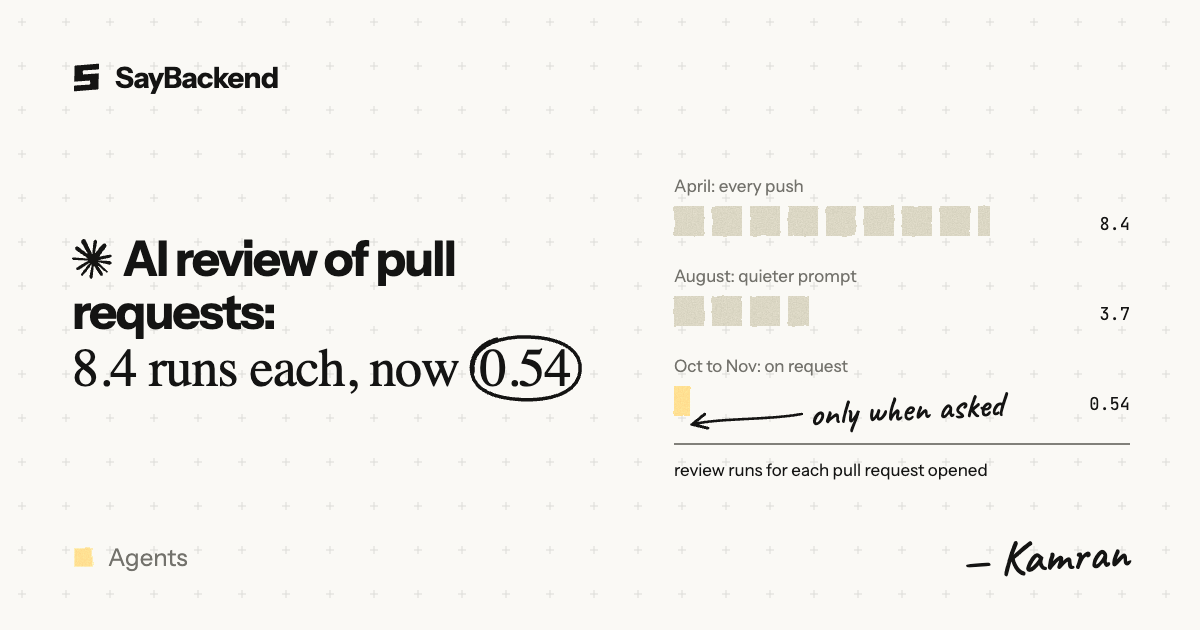 SayBackend
AI review of pull
requests:
8.4 runs each, now 0.54
April: every push
8.4
August: quieter prompt
3.7
Oct to Nov: on request
only when asked
0.54
review runs for each pull request opened
Agents
– Kamran